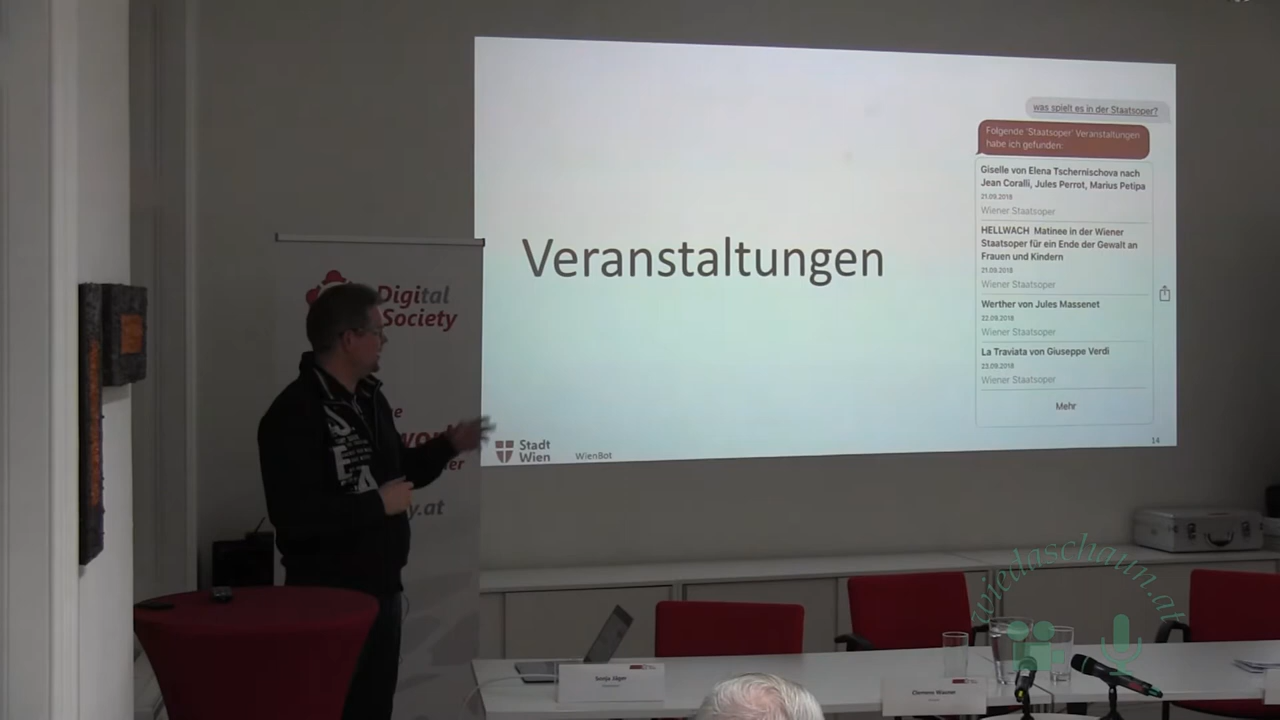 was spielt es in der Staatsoper?
Folgende 'Staatsoper' Veranstaltungen
habe ich gefunden:
Giselle von Elena Tschernischova nach
Jean Coralli, Jules Perrot, Marius Petipa
21.09.2018
Wiener Staatsoper
HELLWACH Matinee in der Wiener
Staatsoper für ein Ende der Gewalt an
Frauen und Kindern
21.09.2018
Wiener Staatsoper
Werther von Jules Massenet
22.09.2018
Wiener Staatsoper
La Traviata von Giuseppe Verdi
23.09.2018
Wiener Staatsoper
Mehr
Veranstaltungen
Stadt
Wien
WienBot
14
Digital
Society
y.at
wiedaschaun.at
Sonja Jäger